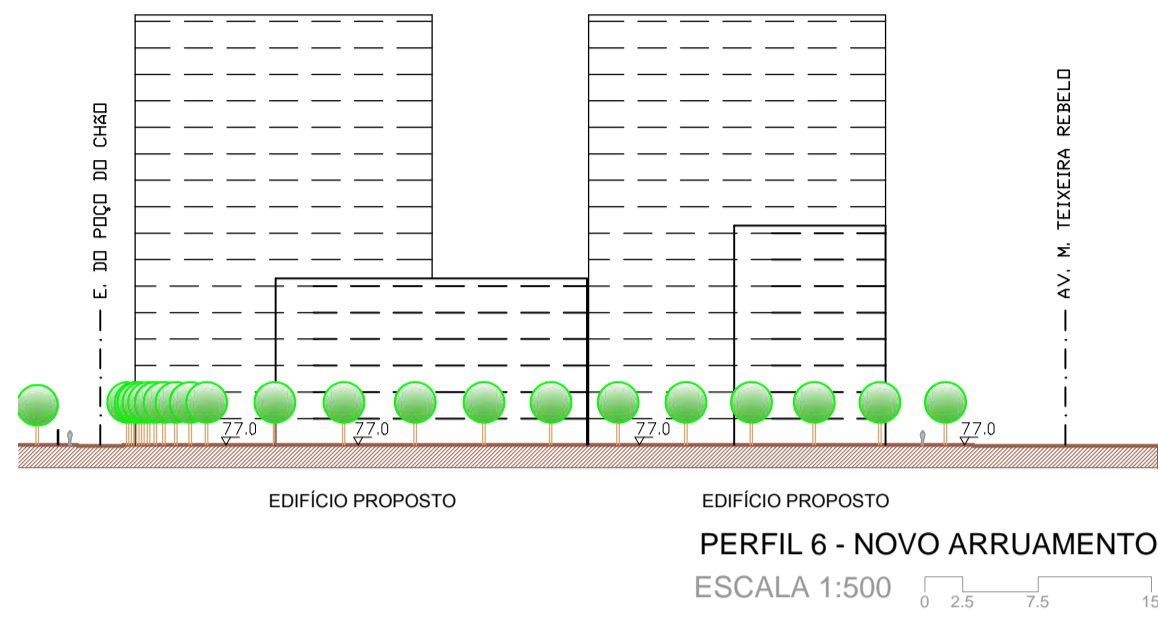 E. DO POÇO DO CHÃO
AV. M. TEIXEIRA REBELO
77.0
77.0
77.0
77.0
EDIFÍCIO PROPOSTO
EDIFÍCIO PROPOSTO
PERFIL 6 - NOVO ARRUAMENTO
ESCALA 1:500
0 2.5 7.5 15